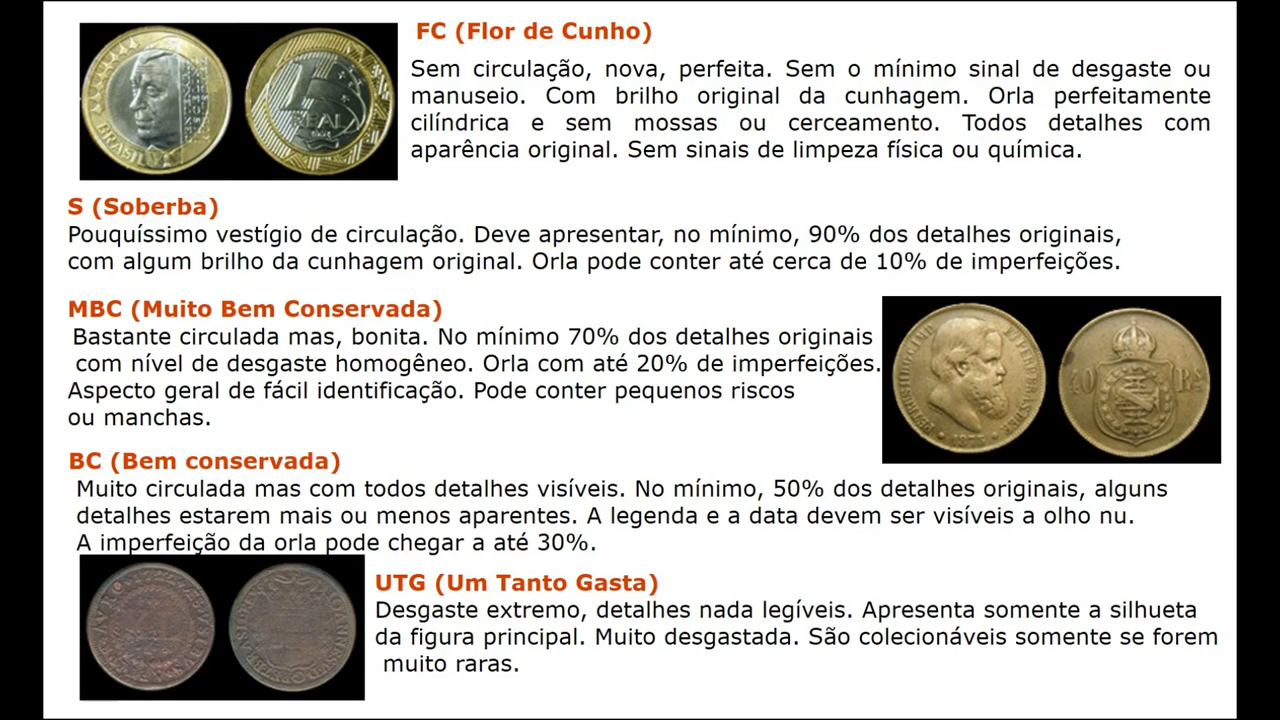 FC (Flor de Cunho)
Sem circulação, nova, perfeita. Sem o mínimo sinal de desgaste ou
manuseio. Com brilho original da cunhagem. Orla perfeitamente
cilíndrica e sem mossas ou cerceamento. Todos detalhes com
aparência original. Sem sinais de limpeza física ou química.
BRASIL
1
REAL
S (Soberba)
Pouquíssimo vestígio de circulação. Deve apresentar, no mínimo, 90% dos detalhes originais,
com algum brilho da cunhagem original. Orla pode conter até cerca de 10% de imperfeições.
MBC (Muito Bem Conservada)
Bastante circulada mas, bonita. No mínimo 70% dos detalhes originais
com nível de desgaste homogêneo. Orla com até 20% de imperfeições.
Aspecto geral de fácil identificação. Pode conter pequenos riscos
ou manchas.
40 RS
BC (Bem conservada)
Muito circulada mas com todos detalhes visíveis. No mínimo, 50% dos detalhes originais, alguns
detalhes estarem mais ou menos aparentes. A legenda e a data devem ser visíveis a olho nu.
A imperfeição da orla pode chegar a até 30%.
UTG (Um Tanto Gasta)
Desgaste extremo, detalhes nada legíveis. Apresenta somente a silhueta
da figura principal. Muito desgastada. São colecionáveis somente se forem
muito raras.